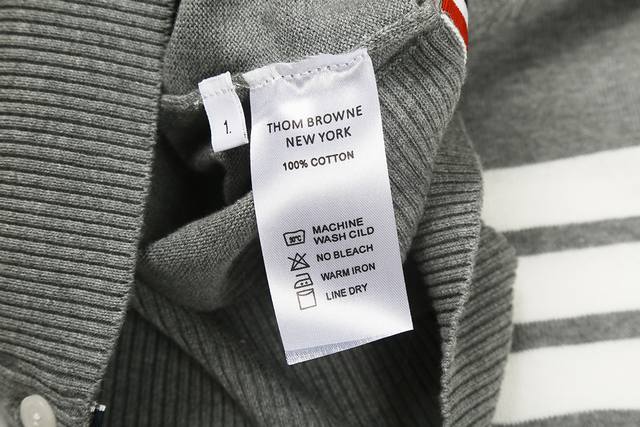 1.
THOM BROWNE
NEW YORK
100% COTTON
MACHINE
WASH CILD
NO BLEACH
WARM IRON
LINE DRY